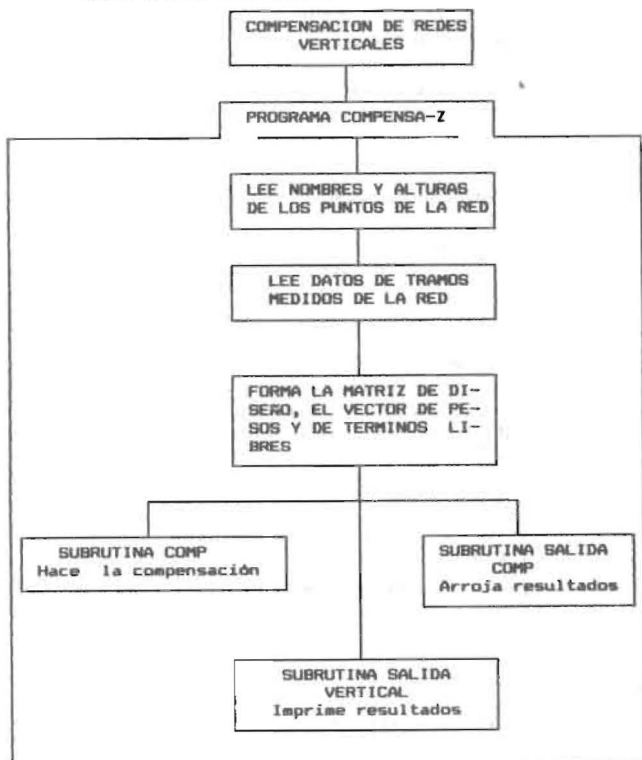 COMPENSACION DE REDES
VERTICALES
PROGRAMA COMPENSA-Z
LEE NOMBRES Y ALTURAS
DE LOS PUNTOS DE LA RED
LEE DATOS DE TRAMOS
MEDIDOS DE LA RED
FORMA LA MATRIZ DE DI-
SEÑO, EL VECTOR DE PE-
SOS Y DE TERMINOS LI-
BRES
SUBRUTINA COMP
Hace la compensación
SUBRUTINA SALIDA
COMP
Arroja resultados
SUBRUTINA SALIDA
VERTICAL
Imprime resultados